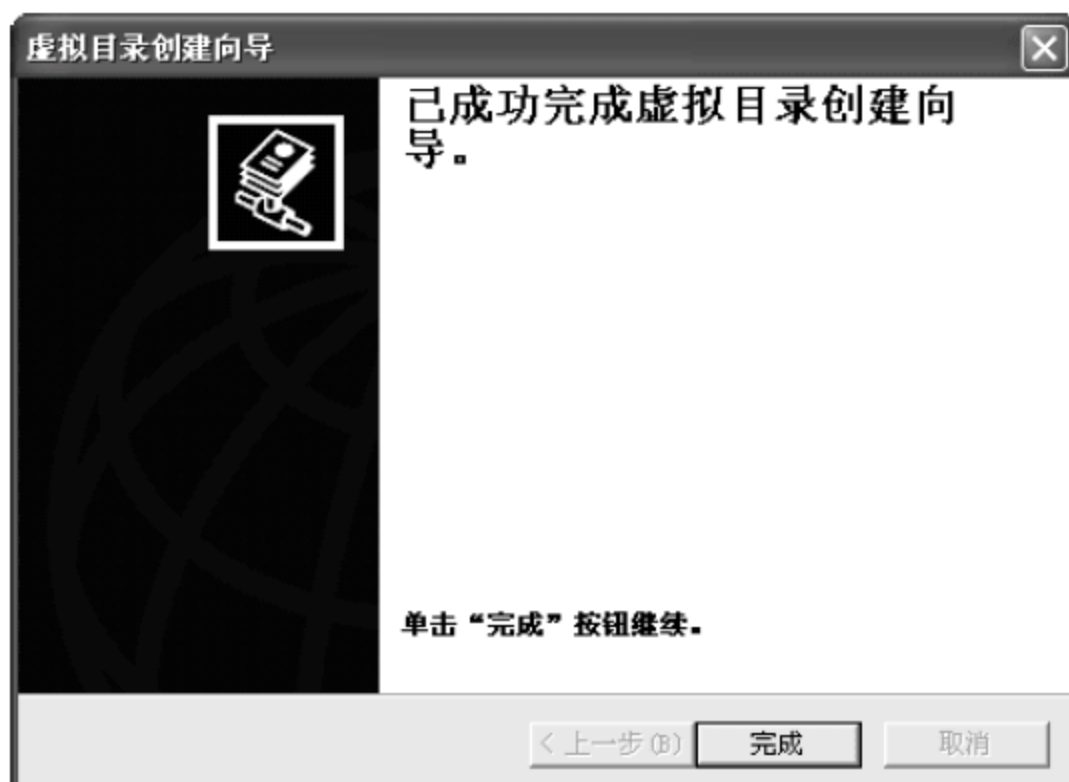 虚拟目录创建向导
已成功完成虚拟目录创建向
导。
单击“完成”按钮继续。
< 上一步(B)
完成
取消